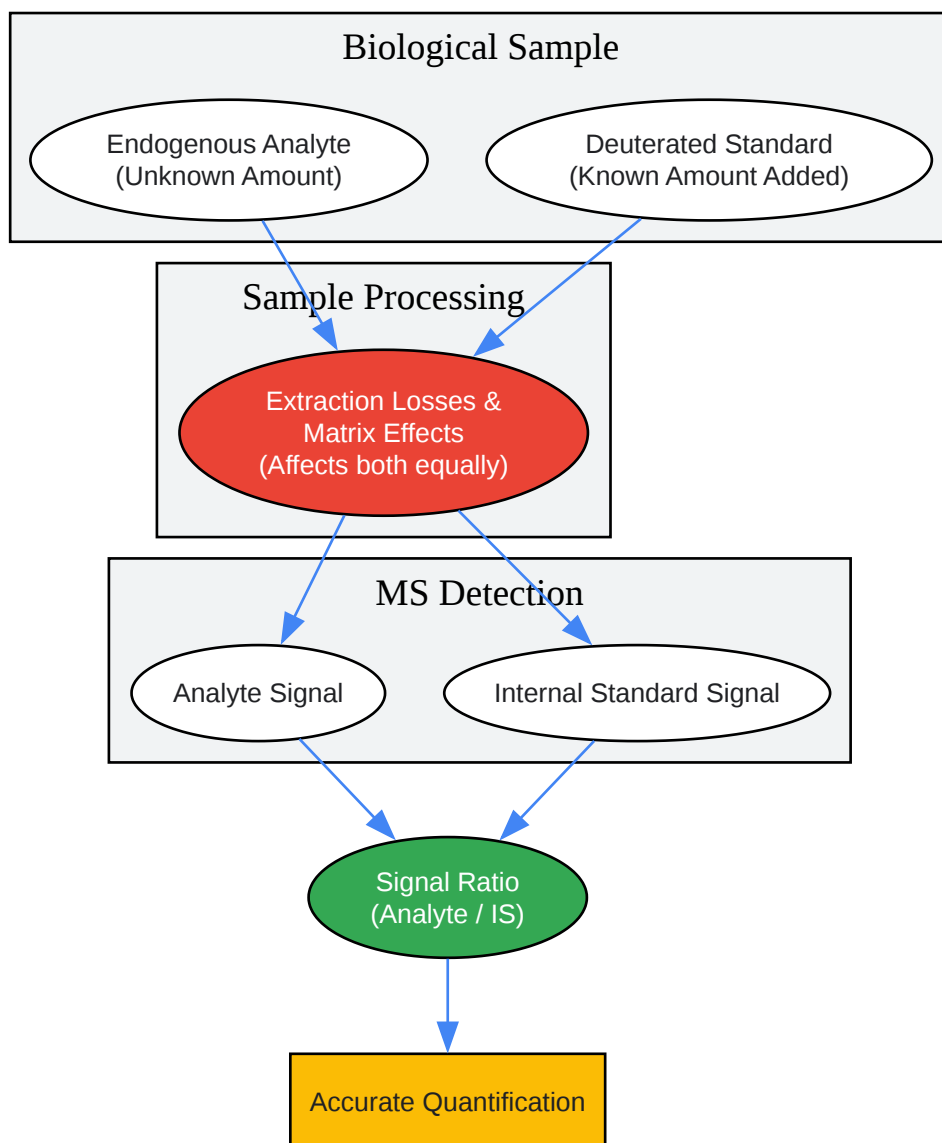 Biological Sample
Endogenous Analyte
(Unknown Amount)
Deuterated Standard
(Known Amount Added)
Sample Processing
Extraction Losses &
Matrix Effects
(Affects both equally)
MS Detection
Analyte Signal
Internal Standard Signal
Signal Ratio
(Analyte / IS)
Accurate Quantification